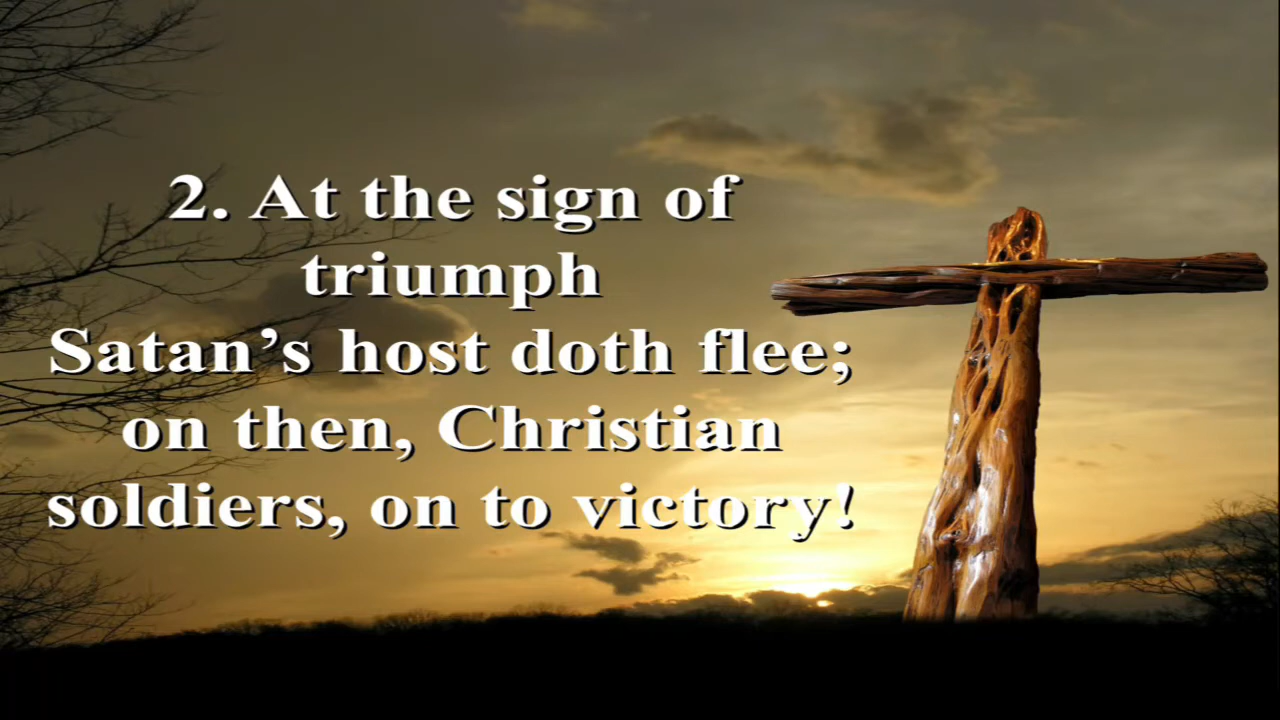 2. At the sign of
triumph
Satan’s host doth flee;
on then, Christian
soldiers, on to victory!